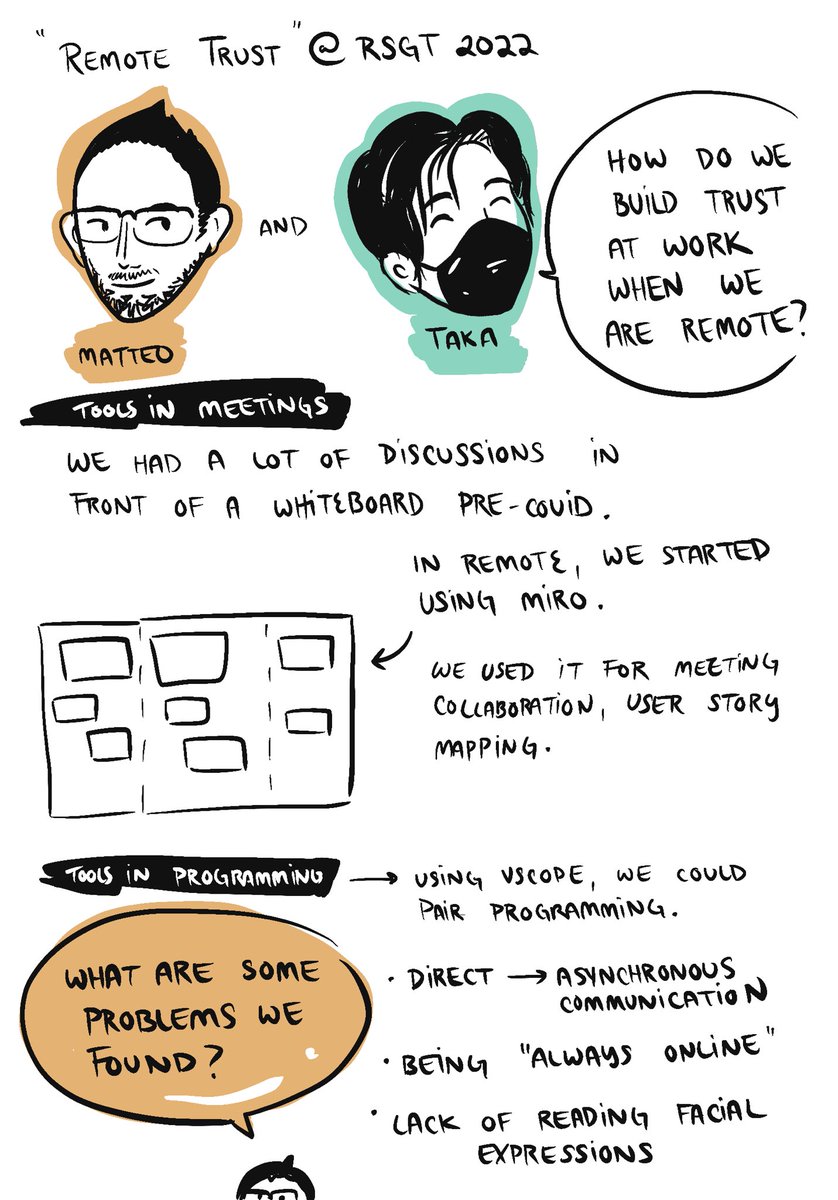 "REMOTE TRUST" @ RSGT 2022
AND
MATTEO
TAKA
HOW DO WE
BUILD TRUST
AT WORK
WHEN WE
ARE REMOTE?
TOOLS IN MEETINGS
WE HAD A LOT OF DISCUSSIONS IN
FRONT OF A WHITEBOARD PRE-COVID.
IN REMOTE, WE STARTED
USING MIRO.
WE USED IT FOR MEETING
COLLABORATION, USER STORY
MAPPING.
TOOLS IN PROGRAMMING
USING VSCOPE, WE COULD
PAIR PROGRAMMING.
WHAT ARE SOME
PROBLEMS WE
FOUND?
· DIRECT → ASYNCHRONOUS
COMMUNICATION
· BEING "ALWAYS ONLINE"
· LACK OF READING FACIAL
EXPRESSIONS